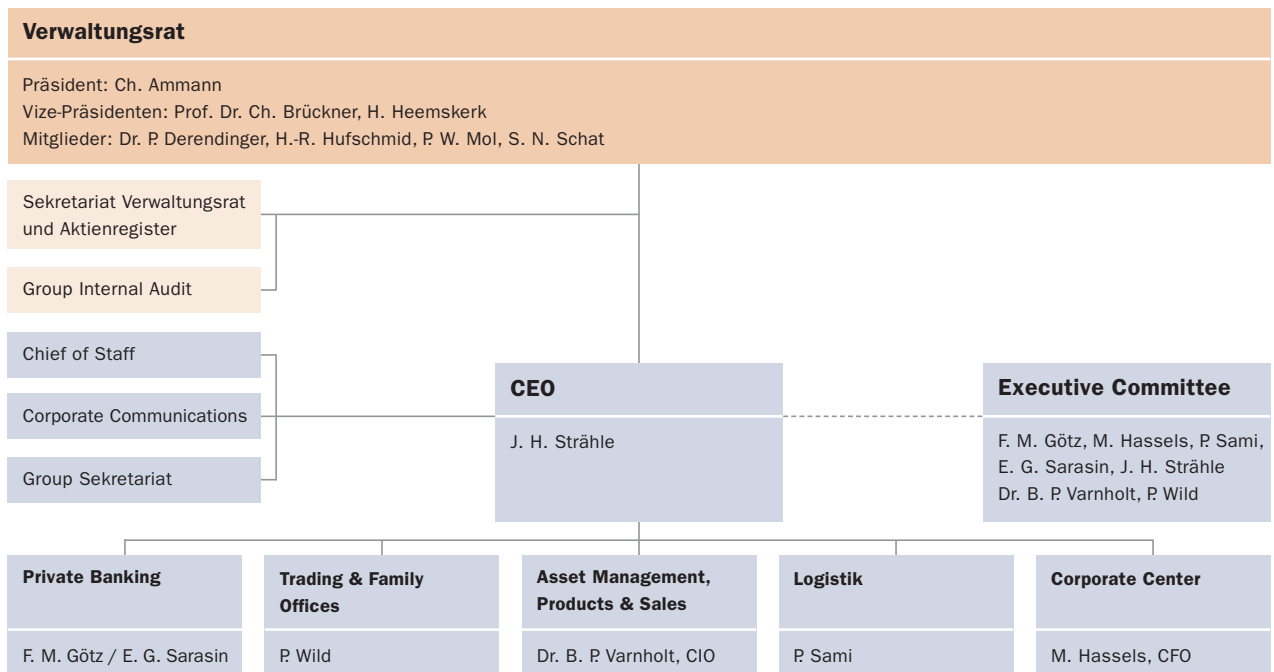 Verwaltungsrat
Präsident: Ch. Ammann
Vize-Präsidenten: Prof. Dr. Ch. Brückner, H. Heemskerk
Mitglieder: Dr. P. Derendinger, H.-R. Hufschmid, P. W. Mol, S. N. Schat
Sekretariat Verwaltungsrat
und Aktienregister
Group Internal Audit
Chief of Staff
Corporate Communications
Group Sekretariat
CEO
J. H. Strähle
Executive Committee
F. M. Götz, M. Hassels, P. Sami,
E. G. Sarasin, J. H. Strähle
Dr. B. P. Varnholt, P. Wild
Private Banking
F. M. Götz / E. G. Sarasin
Trading & Family
Offices
P. Wild
Asset Management,
Products & Sales
Dr. B. P. Varnholt, CIO
Logistik
P. Sami
Corporate Center
M. Hassels, CFO